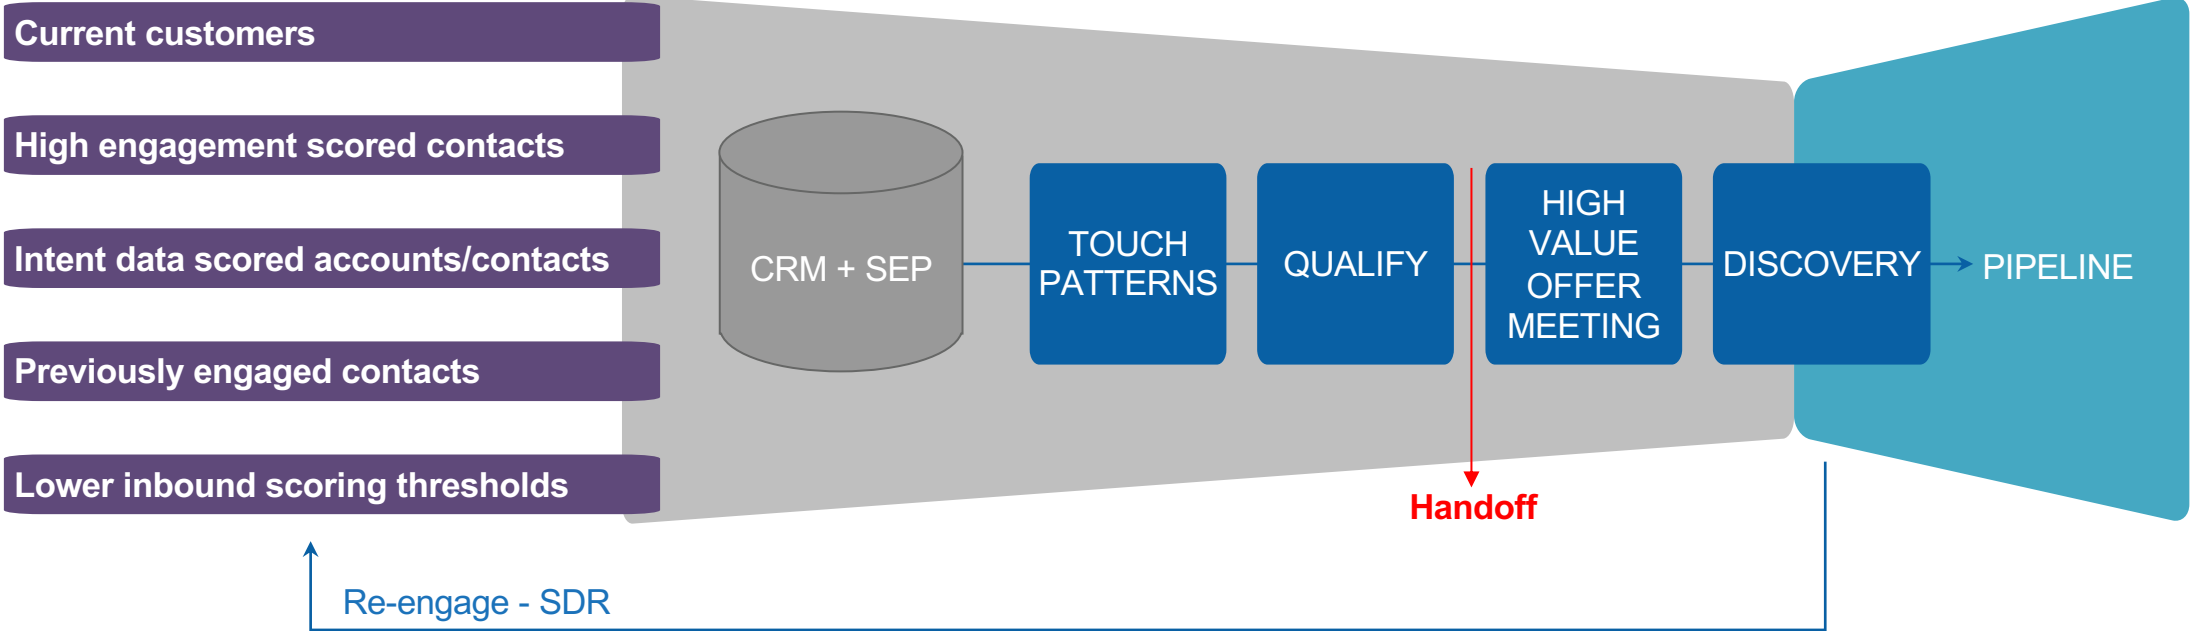 Current customers
High engagement scored contacts
Intent data scored accounts/contacts
Previously engaged contacts
Lower inbound scoring thresholds
CRM + SEP
TOUCH
PATTERNS
QUALIFY
HIGH
VALUE
OFFER
MEETING
DISCOVERY
PIPELINE
Handoff
Re-engage - SDR